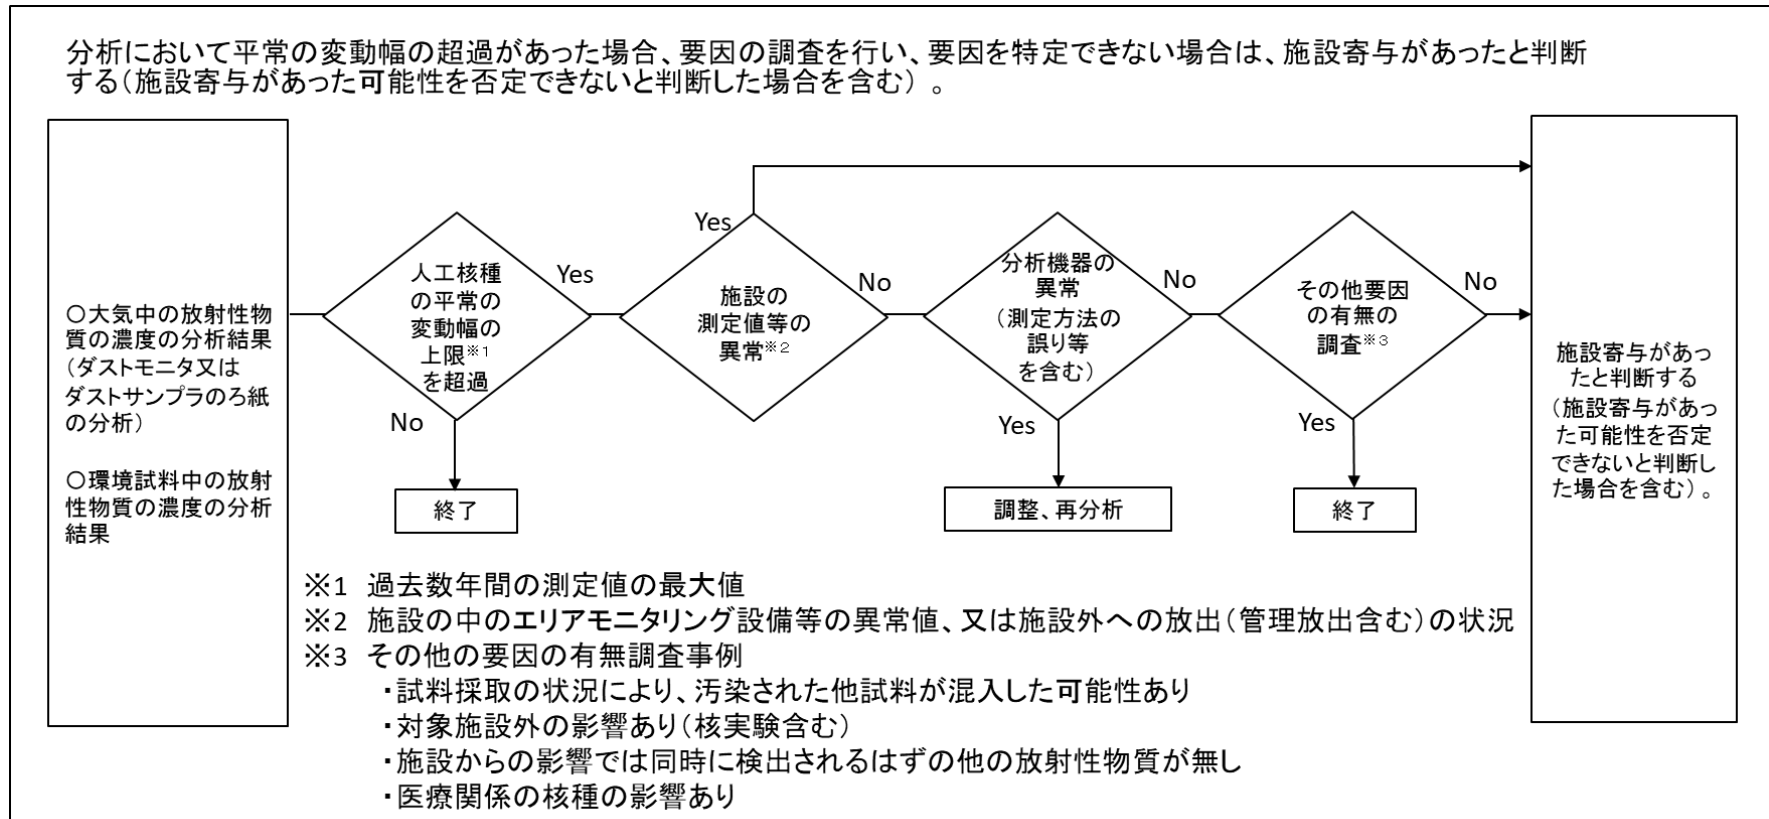 分析において平常の変動幅の超過があった場合、要因の調査を行い、要因を特定できない場合は、施設寄与があったと判断
する(施設寄与があった可能性を否定できないと判断した場合を含む)。
○大気中の放射性物
質の濃度の分析結果
(ダストモニタ又は
ダストサンプラのろ紙
の分析)
○環境試料中の放射
性物質の濃度の分析
結果
人工核種
の平常の
変動幅の
上限※1
を超過
Yes
No
終了
施設の
測定値等の
異常※2
Yes
No
分析機器の
異常
(測定方法の
誤り等
を含む)
No
Yes
調整、再分析
その他要因
の有無の
調査※3
No
Yes
終了
施設寄与があっ
たと判断する
(施設寄与があっ
た可能性を否定
できないと判断し
た場合を含む)。
※1 過去数年間の測定値の最大値
※2 施設の中のエリアモニタリング設備等の異常値、又は施設外への放出(管理放出含む)の状況
※3 その他の要因の有無調査事例
・試料採取の状況により、汚染された他試料が混入した可能性あり
・対象施設外の影響あり(核実験含む)
・施設からの影響では同時に検出されるはずの他の放射性物質が無し
・医療関係の核種の影響あり